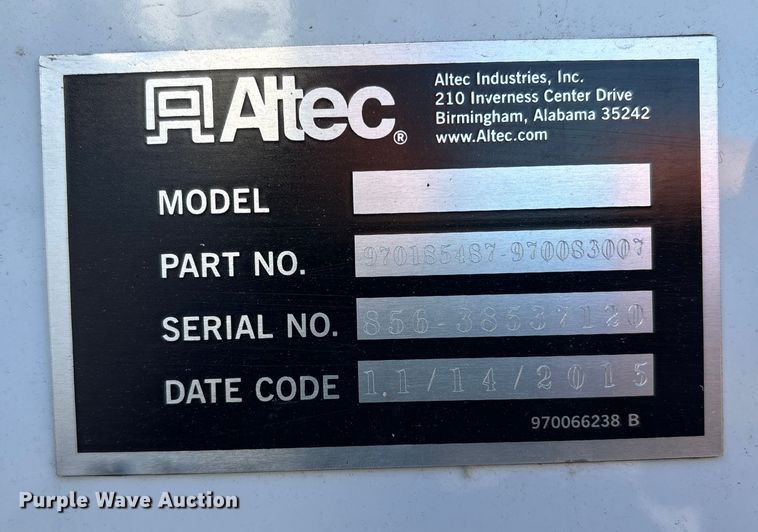 Altec®
Altec Industries, Inc.
210 Inverness Center Drive
Birmingham, Alabama 35242
www.Altec.com
MODEL
PART NO. 970185487-970083007
SERIAL NO. 856-38537120
DATE CODE 11/14/2015
970066238 B
Purple Wave Auction